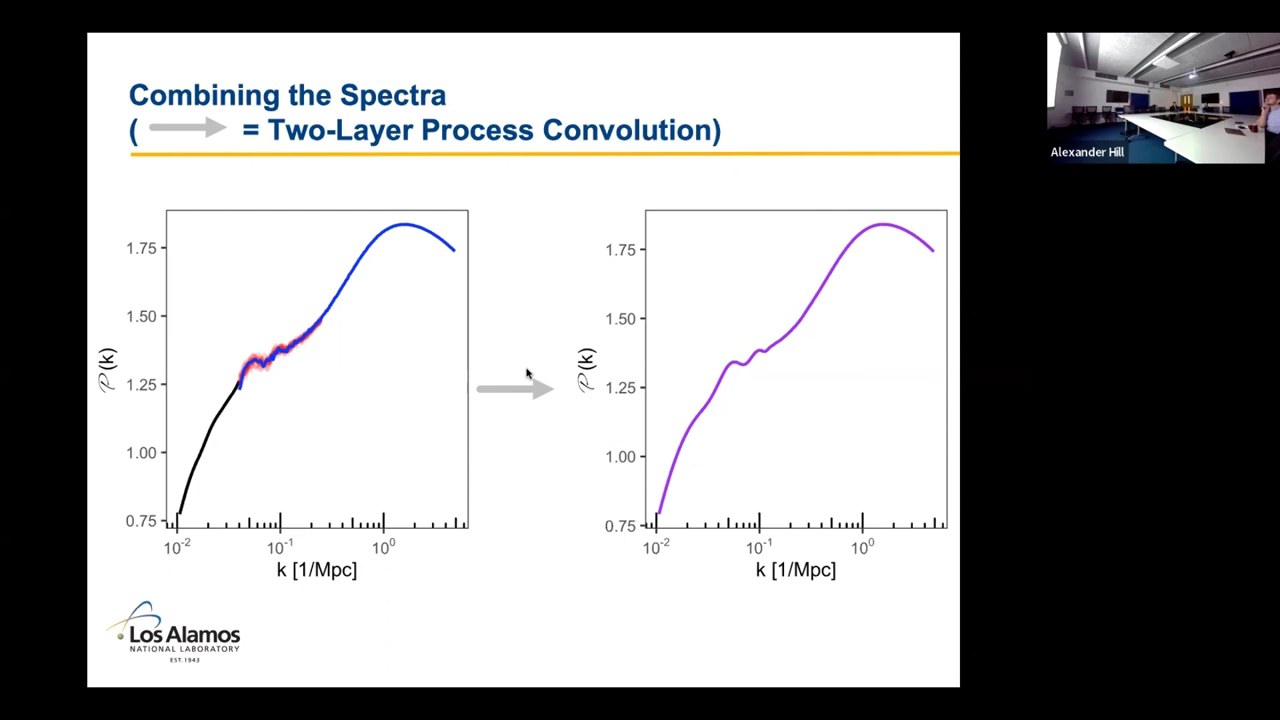 Combining the Spectra
( = Two-Layer Process Convolution)
Alexander Hill
1.75
1.50
1.25
1.00
0.75
𝒫(k)
10⁻² 10⁻¹ 10⁰
k [1/Mpc]
1.75
1.50
1.25
1.00
0.75
𝒫(k)
10⁻² 10⁻¹ 10⁰
k [1/Mpc]
Los Alamos
NATIONAL LABORATORY
EST. 1943